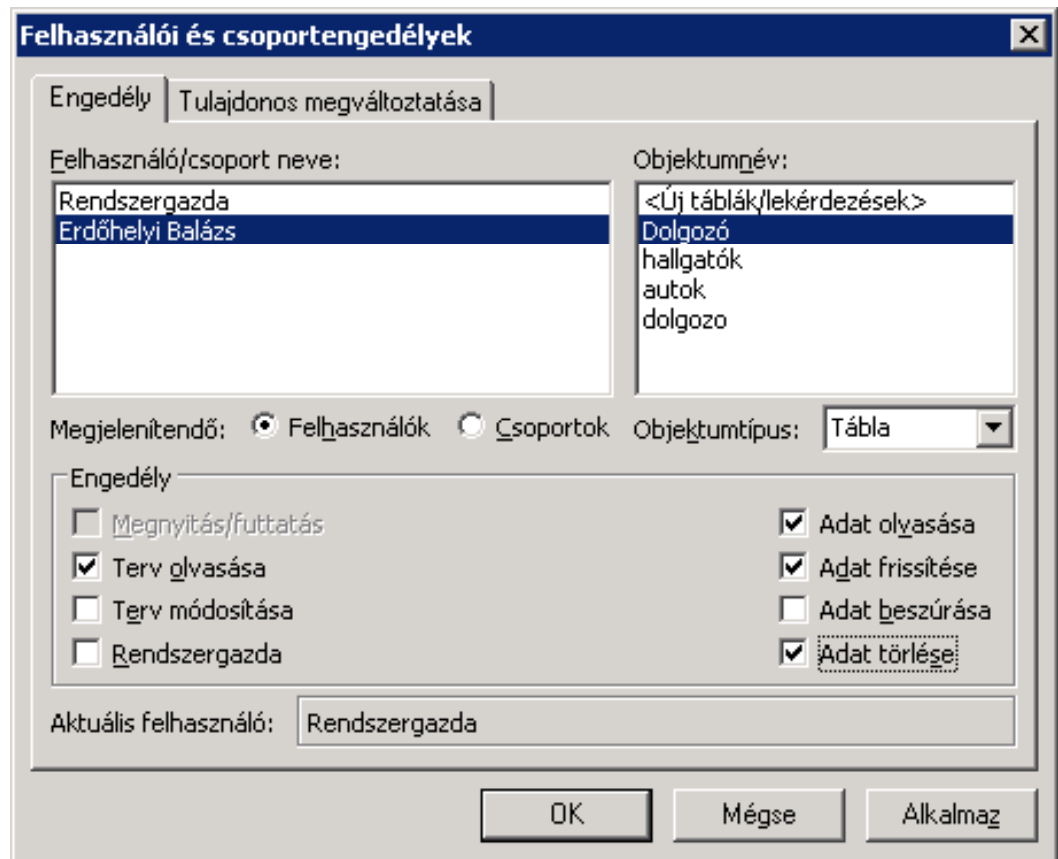 Felhasználói és csoportengedélyek
Engedély Tulajdonos megváltoztatása
Felhasználó/csoport neve: Objektumnév:
Rendszergazda <Új táblák/lekérdezések>
Erdőhelyi Balázs Dolgozó
hallgatók
autok
dolgozo
Megjelenítendő: Felhasználók Csoportok Objektumtípus: Tábla
Engedély
Megnyitás/futtatás Adat olvasása
Terv olvasása Adat frissítése
Terv módosítása Adat beszúrása
Rendszergazda Adat törlése
Aktuális felhasználó: Rendszergazda
OK Mégse Alkalmaz